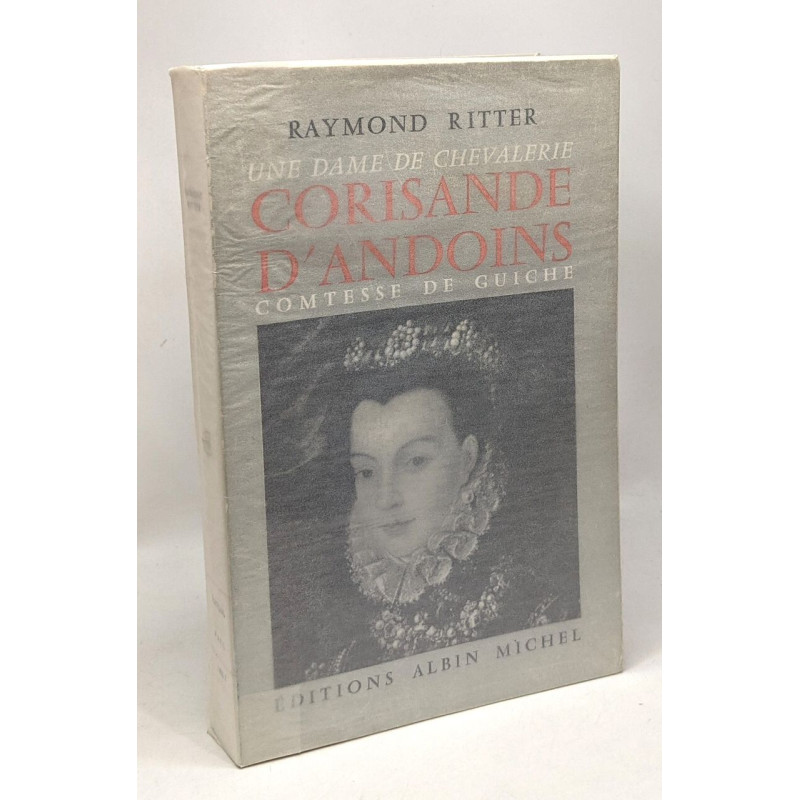 RAYMOND RITTER
UNE DAME DE CHEVALERIE
CORISANDE
D'ANDOINS
COMTESSE DE GUICHE
ÉDITIONS ALBIN MICHEL